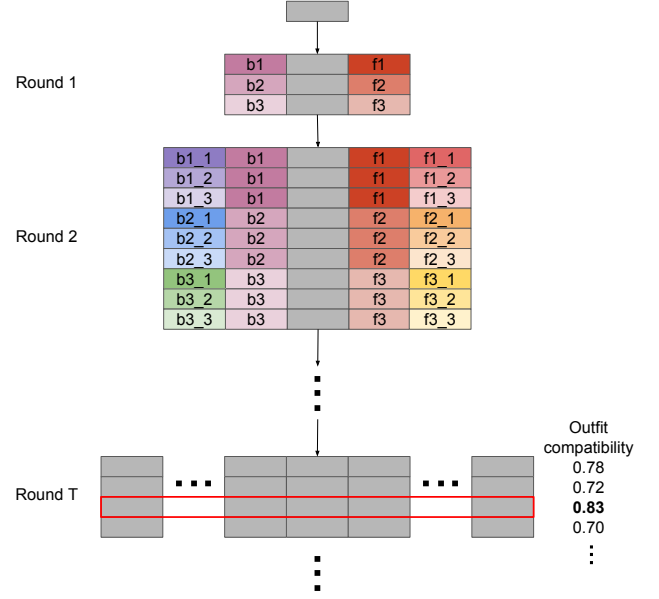 Round 1
b1 f1
b2 f2
b3 f3
Round 2
b1_1 b1 f1 f1_1
b1_2 b1 f1 f1_2
b1_3 b1 f1 f1_3
b2_1 b2 f2 f2_1
b2_2 b2 f2 f2_2
b2_3 b2 f2 f2_3
b3_1 b3 f3 f3_1
b3_2 b3 f3 f3_2
b3_3 b3 f3 f3_3
Round T
Outfit
compatibility
0.78
0.72
0.83
0.70